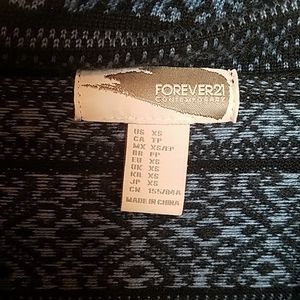 FOREVER21
CONTEMPORARY
US XS
CA TP
MX XS/EP
BR PP
EU XS
UK XS
KR XS
JP XS
CN 155/84A
MADE IN CHINA